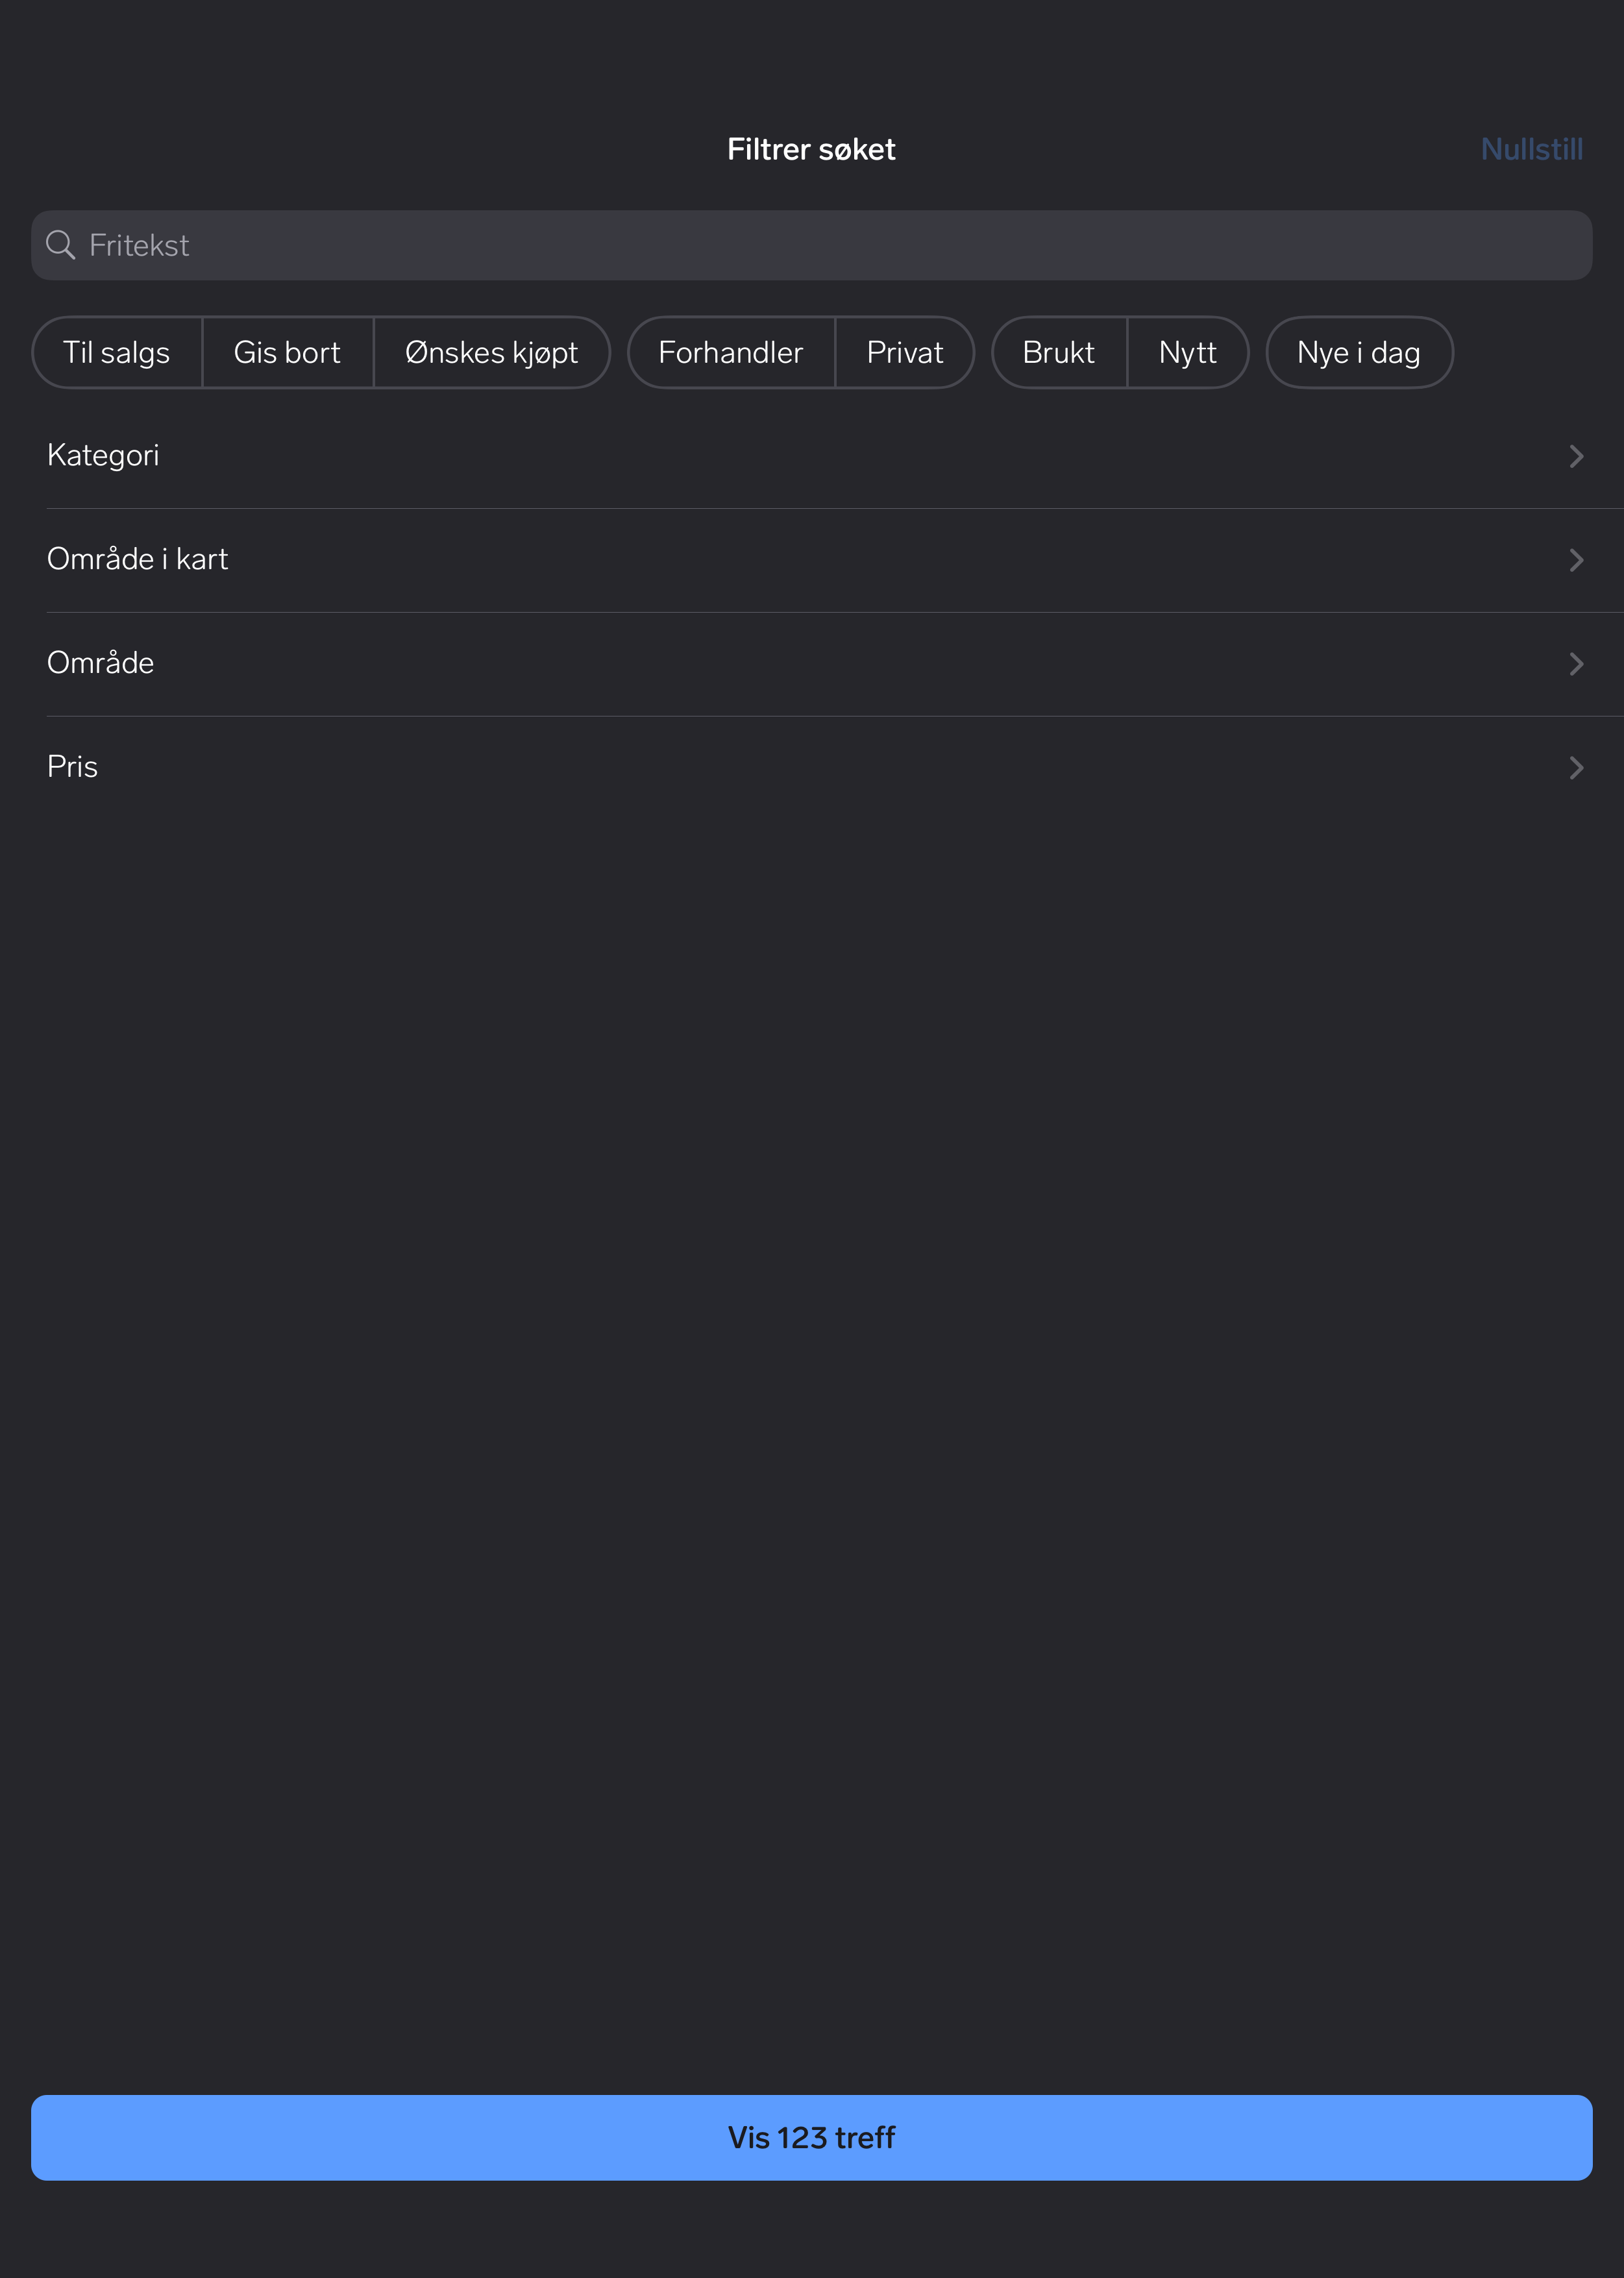 Filtrer søket
Nullstill
Fritekst
Til salgs Gis bort Ønskes kjøpt Forhandler Privat Brukt Nytt Nye i dag
Kategori
Område i kart
Område
Pris
Vis 123 treff